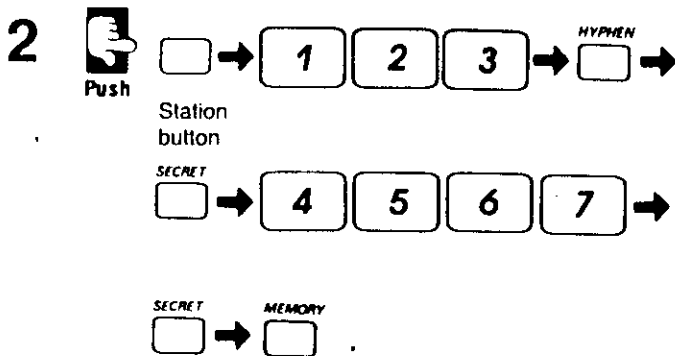 2
Push
1 2 3 HYPHEN
Station
button
SECRET
4 5 6 7
SECRET MEMORY